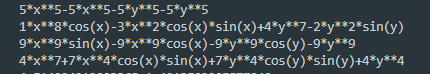 5*x**5-5*x**5-5*y**5-5*y**5
1*x**8*cos(x)-3*x**2*cos(x)*sin(x)+4*y**7-2*y**2*sin(y)
9*x**9*sin(x)-9*x**9*cos(x)-9*y**9*cos(y)-9*y**9
4*x**7+7*x**4*cos(x)*sin(x)+7*y**4*cos(y)*sin(y)+4*y**4